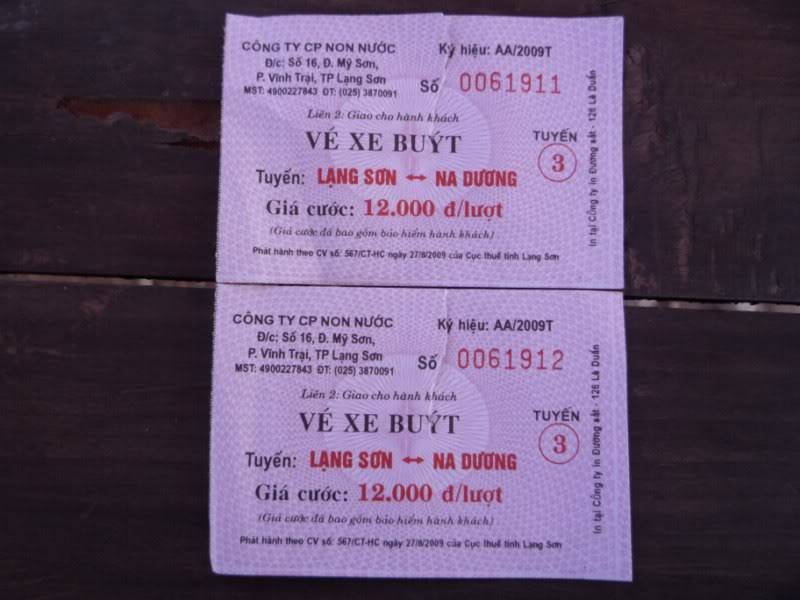 CÔNG TY CP NON NƯỚC
Đ/c: Số 16, Đ. Mỹ Sơn,
P. Vĩnh Trại, TP Lạng Sơn
MST: 4900227843 ĐT: (025) 3870091
Ký hiệu: AA/2009T
Số 0061911
Liên 2: Giao cho hành khách
VÉ XE BUÝT
TUYẾN
3
Tuyến: LẠNG SƠN ↔ NA DƯƠNG
Giá cước: 12.000 đ/lượt
(Giá cước đã bao gồm bảo hiểm hành khách)
Phát hành theo CV số: 567/CT-HC ngày 27/8/2009 của Cục thuế tỉnh Lạng Sơn
In tại Công ty In Đường sắt - 126 Lê Duẩn
CÔNG TY CP NON NƯỚC
Đ/c: Số 16, Đ. Mỹ Sơn,
P. Vĩnh Trại, TP Lạng Sơn
MST: 4900227843 ĐT: (025) 3870091
Ký hiệu: AA/2009T
Số 0061912
Liên 2: Giao cho hành khách
VÉ XE BUÝT
TUYẾN
3
Tuyến: LẠNG SƠN ↔ NA DƯƠNG
Giá cước: 12.000 đ/lượt
(Giá cước đã bao gồm bảo hiểm hành khách)
Phát hành theo CV số: 567/CT-HC ngày 27/8/2009 của Cục thuế tỉnh Lạng Sơn
In tại Công ty In Đường sắt - 126 Lê Duẩn